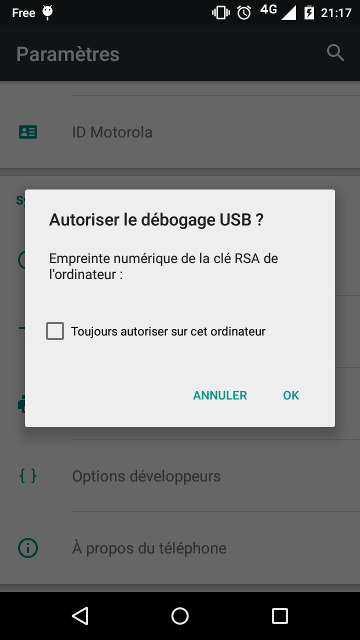 Free 4G 21:17
Paramètres
ID Motorola
Autoriser le débogage USB ?
Empreinte numérique de la clé RSA de
l'ordinateur :
Toujours autoriser sur cet ordinateur
ANNULER OK
{ } Options développeurs
À propos du téléphone